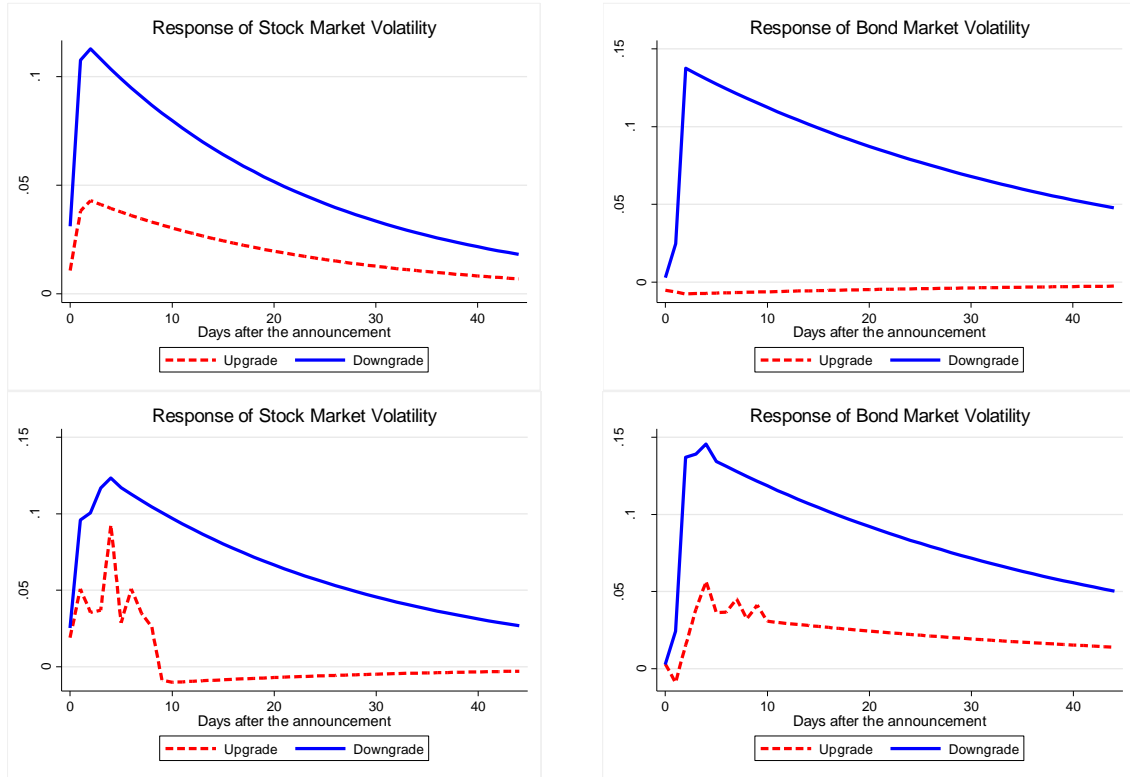 Response of Stock Market Volatility
.1
.05
0
0 10 20 30 40
Days after the announcement
Upgrade Downgrade
Response of Bond Market Volatility
.15
.1
.05
0
0 10 20 30 40
Days after the announcement
Upgrade Downgrade
Response of Stock Market Volatility
.15
.1
.05
0
0 10 20 30 40
Days after the announcement
Upgrade Downgrade
Response of Bond Market Volatility
.15
.1
.05
0
0 10 20 30 40
Days after the announcement
Upgrade Downgrade